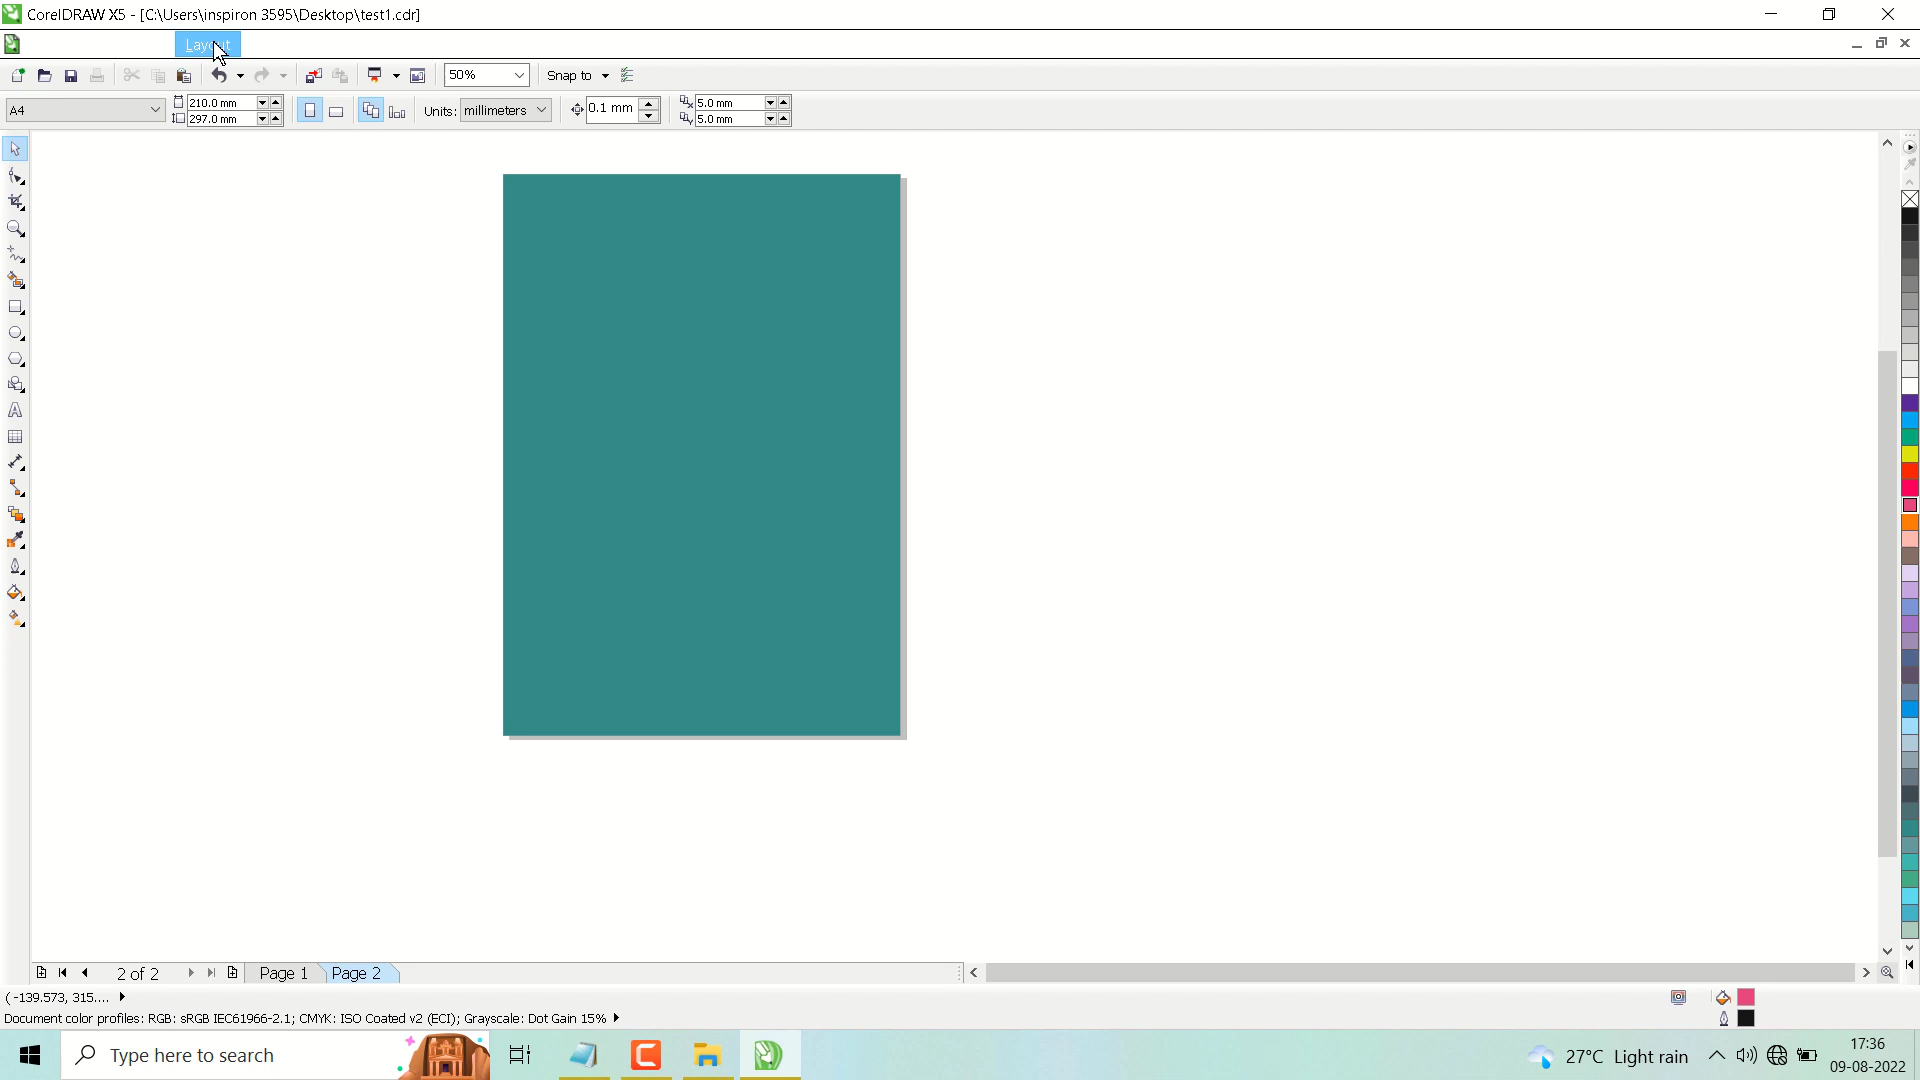 CorelDRAW X5 - [C:\Users\inspiron 3595\Desktop\test1.cdr]
Layout
50%
Snap to
A4
210.0 mm
297.0 mm
Units: millimeters
0.1 mm
5.0 mm
5.0 mm
2 of 2
Page 1
Page 2
( -139.573, 315....
Document color profiles: RGB: sRGB IEC61966-2.1; CMYK: ISO Coated v2 (ECI); Grayscale: Dot Gain 15%
Type here to search
27°C Light rain
17:36
09-08-2022